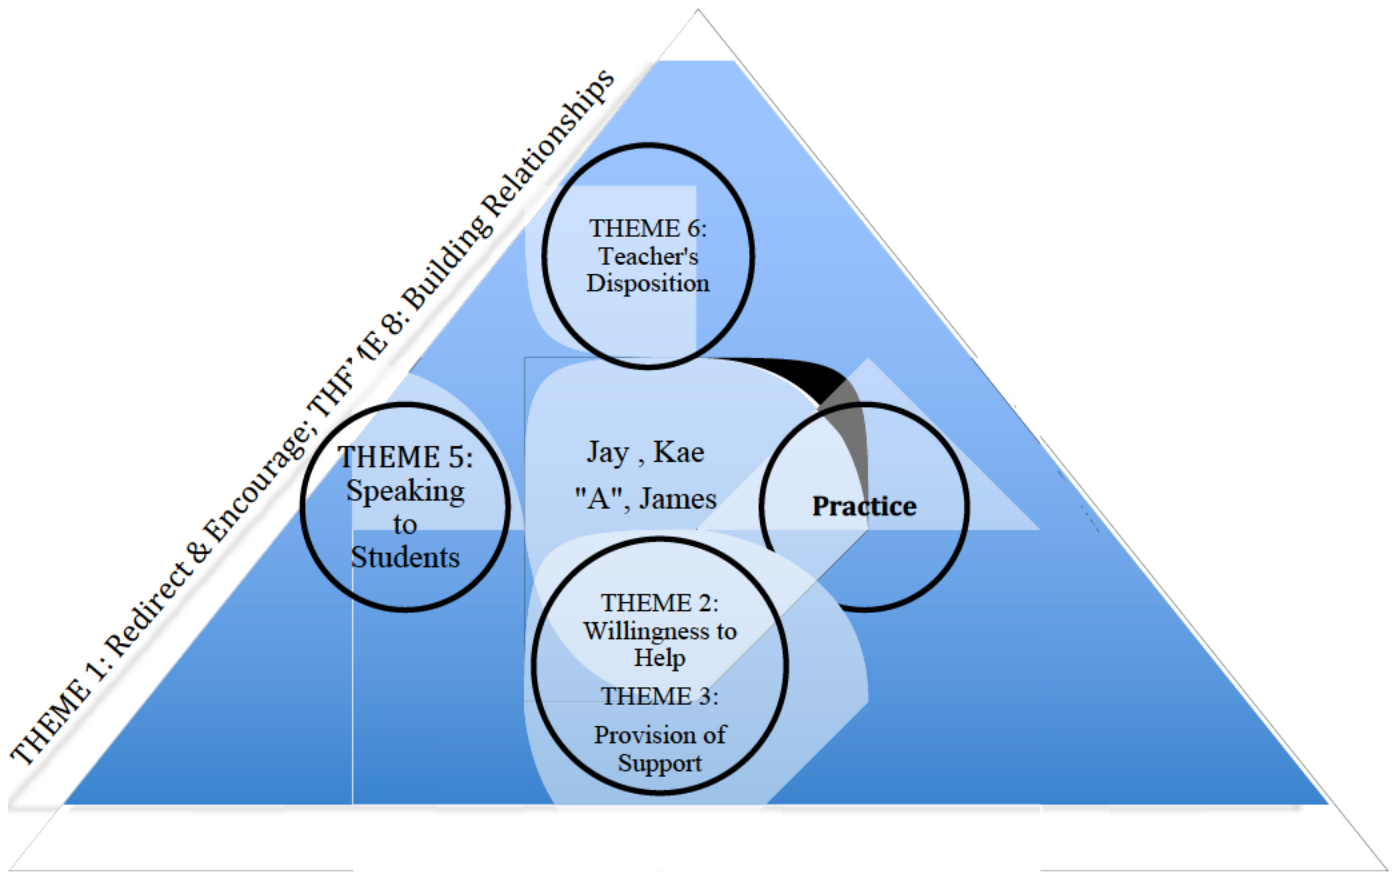 THEME 1: Redirect & Encourage; THEME 8: Building Relationships
THEME 6:
Teacher's
Disposition
THEME 5:
Speaking
to
Students
Jay , Kae
"A", James
Practice
THEME 2:
Willingness to
Help
THEME 3:
Provision of
Support